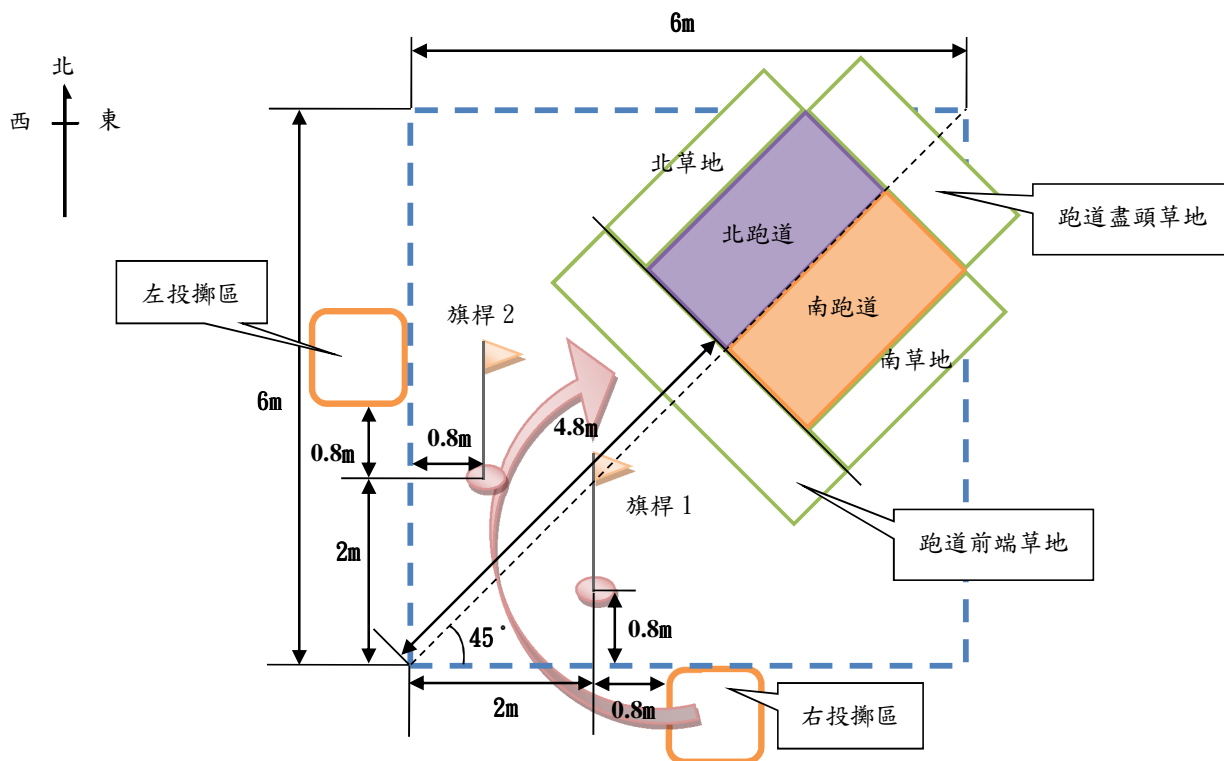 6m
北
西
東
北草地
跑道盡頭草地
北跑道
左投擲區
旗桿 2
南跑道
南草地
6m
0.8m
0.8m
4.8m
旗桿 1
跑道前端草地
2m
0.8m
45°
2m
0.8m
右投擲區